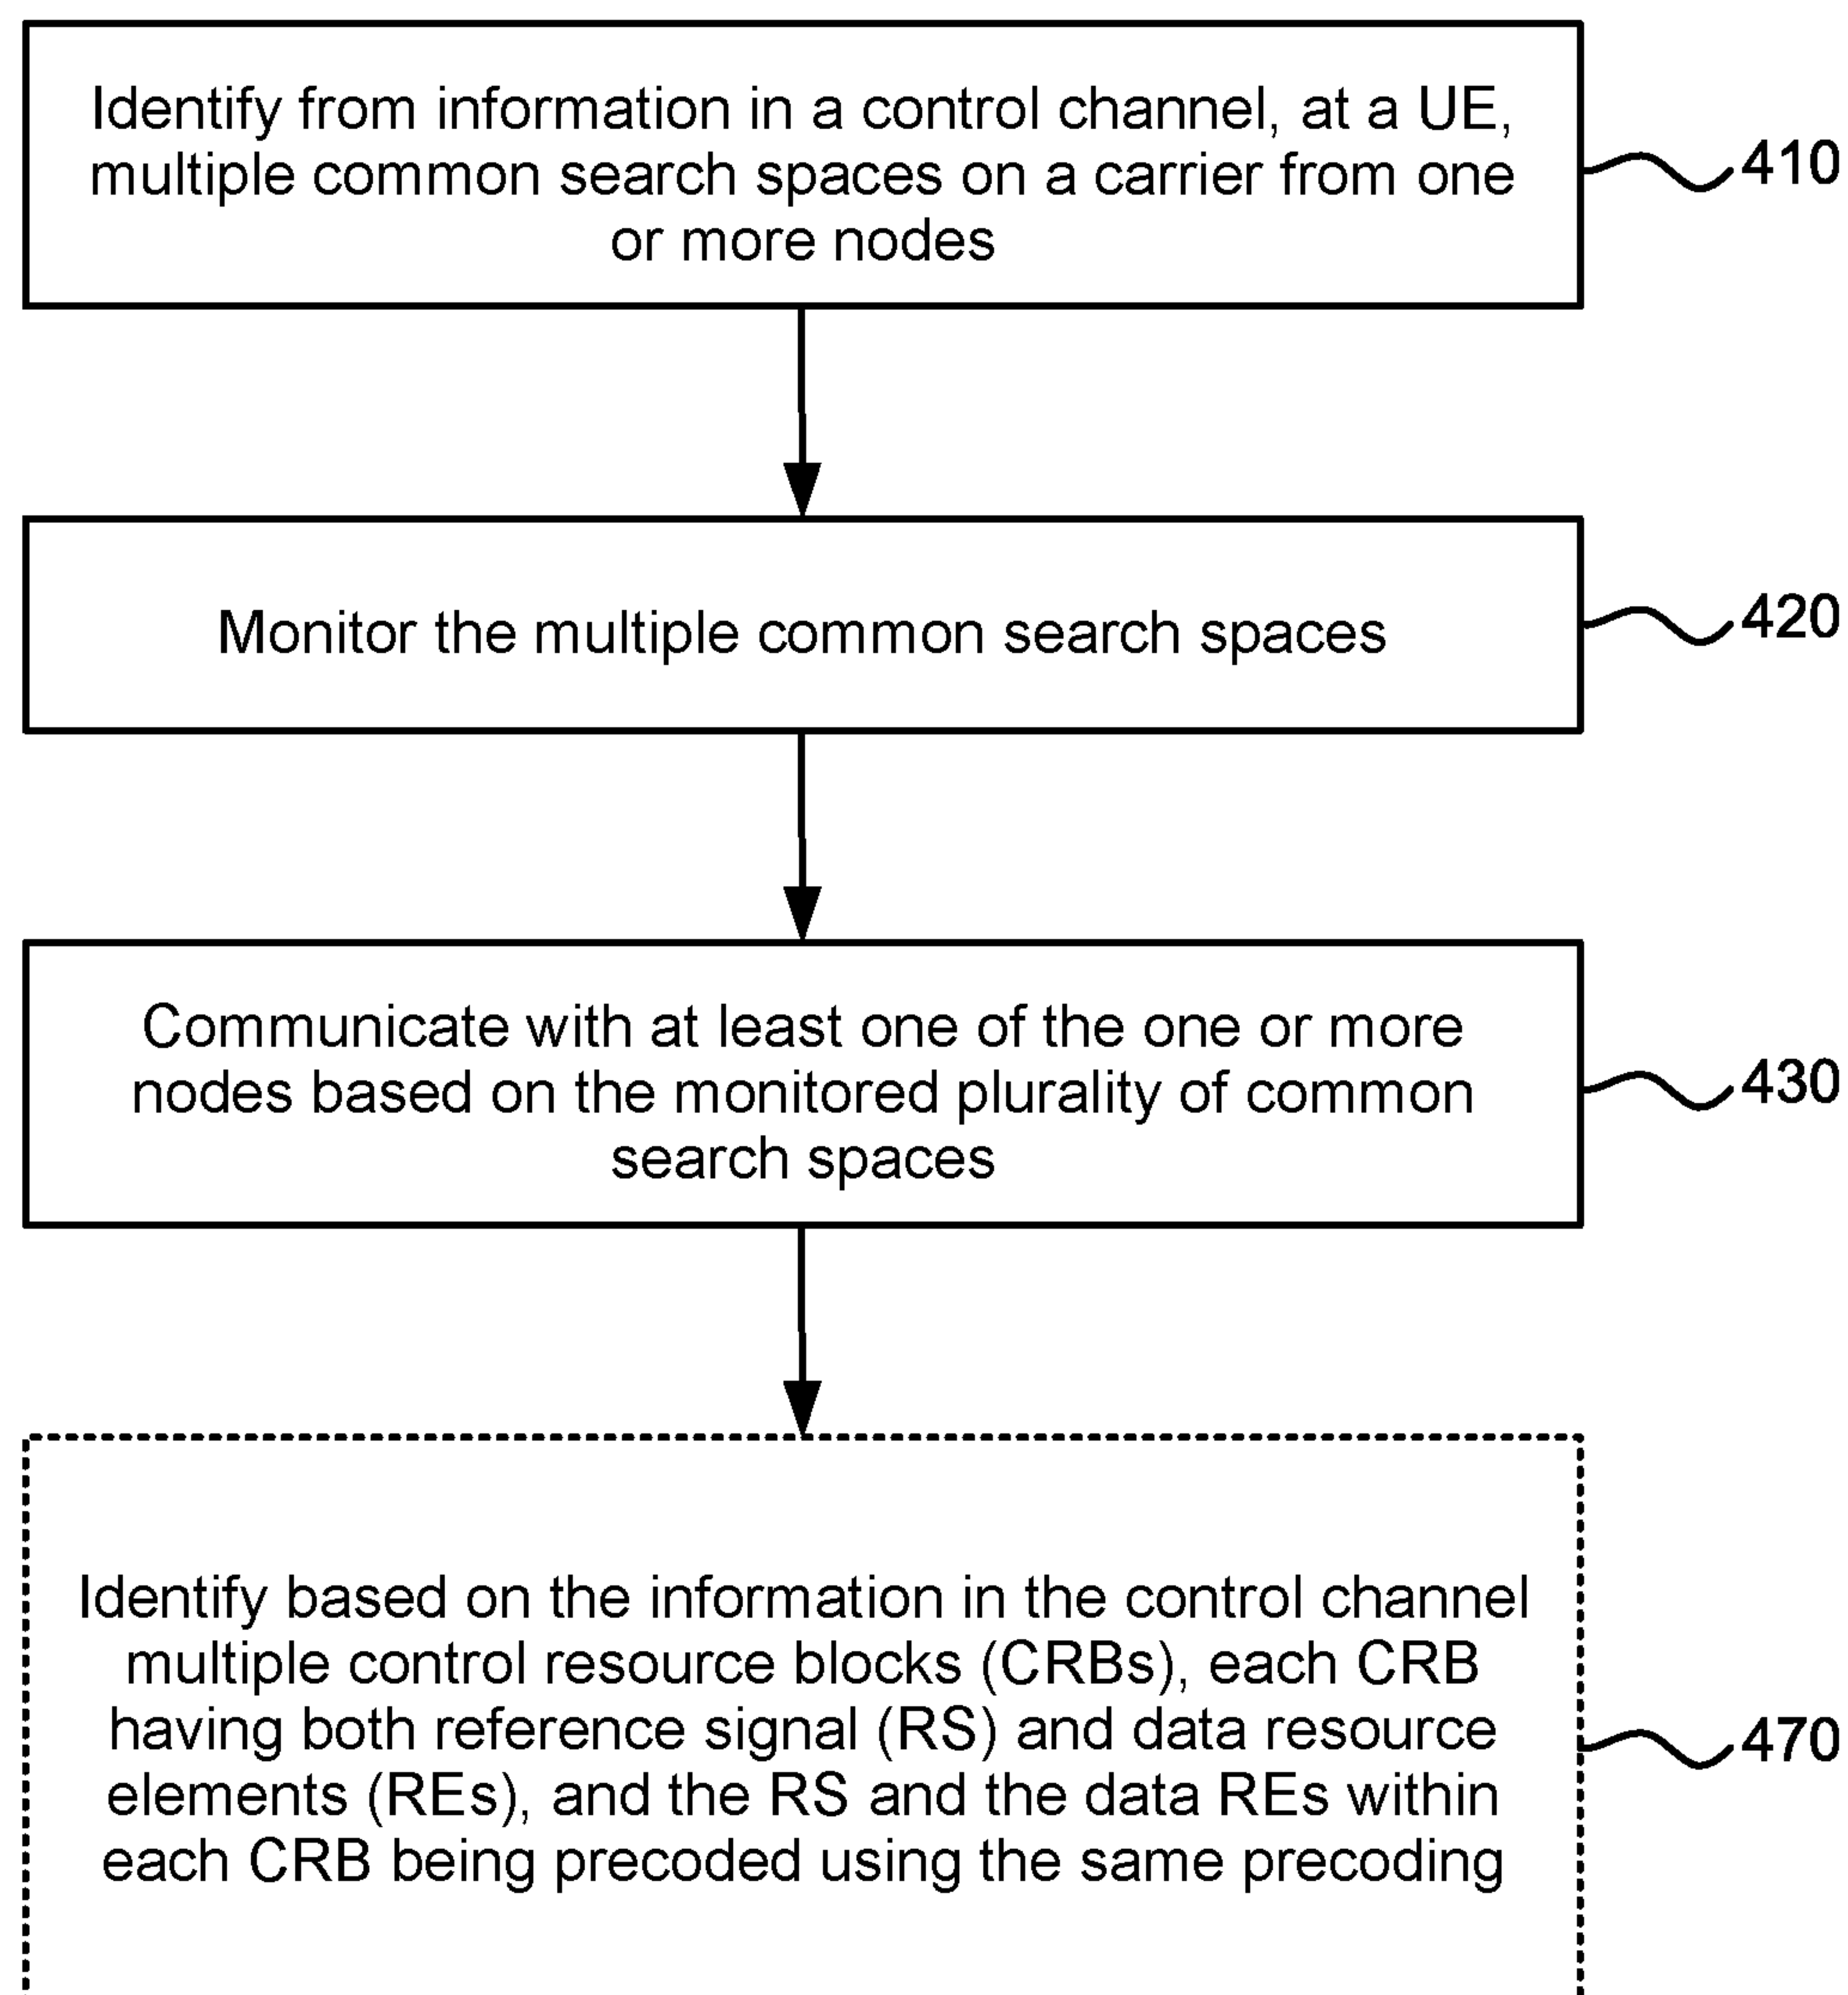 Identify from information in a control channel, at a UE,
multiple common search spaces on a carrier from one
or more nodes
410
Monitor the multiple common search spaces
420
Communicate with at least one of the one or more
nodes based on the monitored plurality of common
search spaces
430
Identify based on the information in the control channel
multiple control resource blocks (CRBs), each CRB
having both reference signal (RS) and data resource
elements (REs), and the RS and the data REs within
each CRB being precoded using the same precoding
470